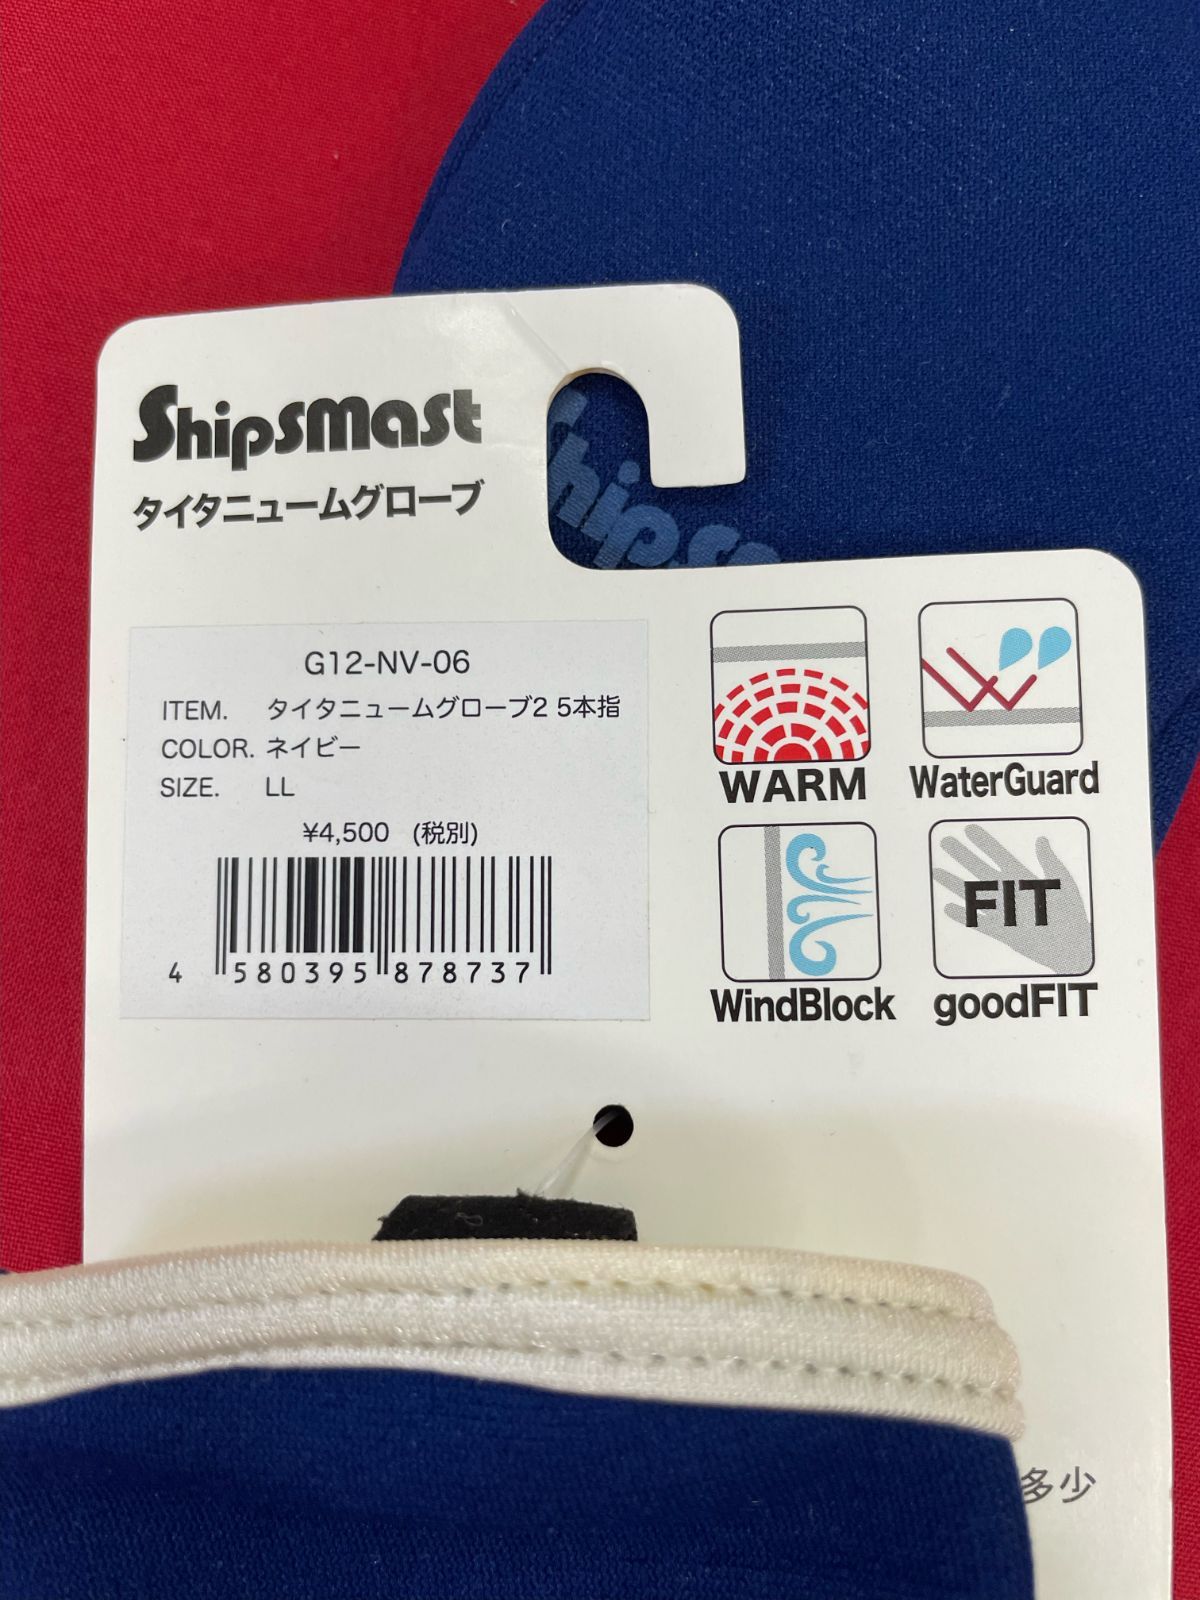 Shipsmast
タイタニュームグローブ
Shipsm
G12-NV-06
ITEM. タイタニュームグローブ2 5本指
COLOR. ネイビー
SIZE. LL
¥4,500 (税別)
4 580395 878737
WARM
WaterGuard
FIT
WindBlock
goodFIT
多少